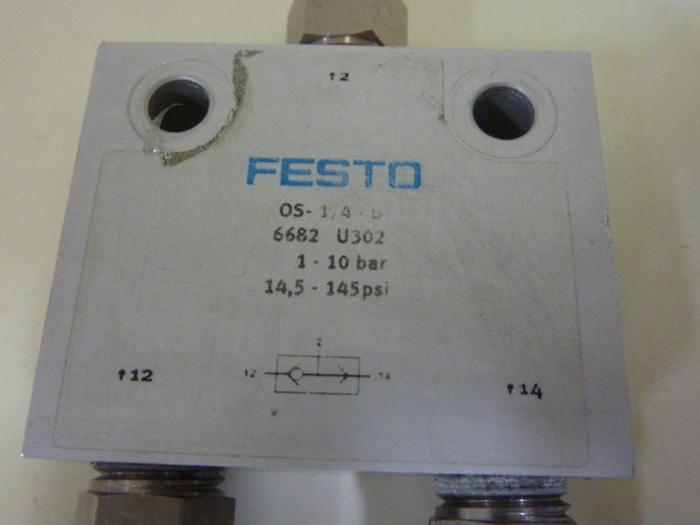 ↑2
FESTO
OS- 1/4 - B
6682 U302
1 - 10 bar
14,5 - 145psi
2
12 14
↑12 ↑14